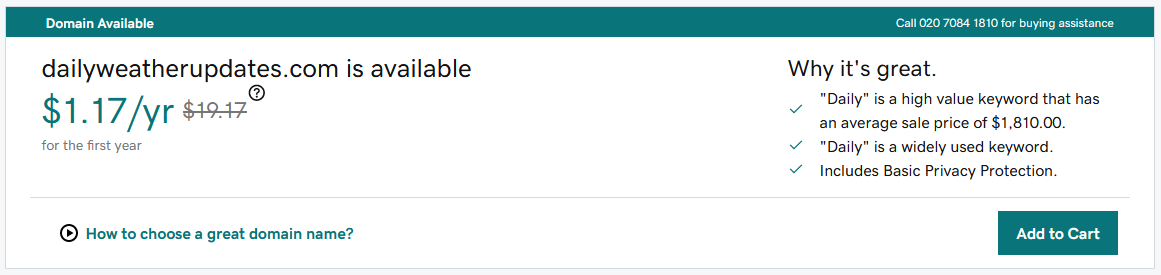 Domain Available
Call 020 7084 1810 for buying assistance
dailyweatherupdates.com is available
$1.17/yr $19.17 ?
for the first year
Why it's great.
"Daily" is a high value keyword that has
an average sale price of $1,810.00.
"Daily" is a widely used keyword.
Includes Basic Privacy Protection.
How to choose a great domain name?
Add to Cart